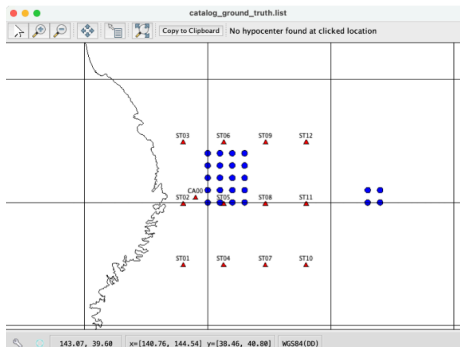 catalog_ground_truth.list
Copy to Clipboard No hypocenter found at clicked location
ST03 ST06 ST09 ST12
CA00
ST02 ST05 ST08 ST11
ST01 ST04 ST07 ST10
143.07, 39.60 x=[140.76, 144.54] y=[38.46, 40.80] WGS84(DD)